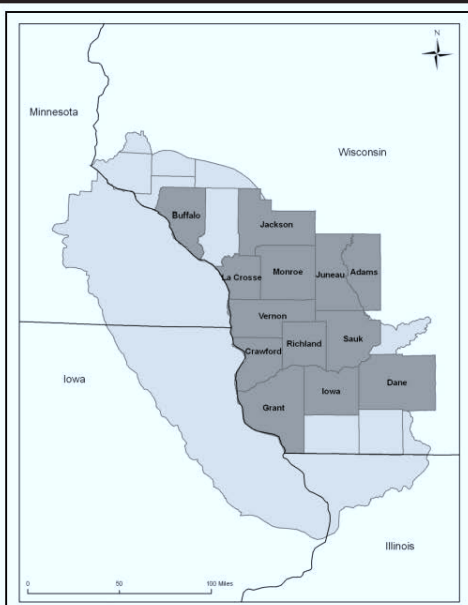 N
Minnesota
Wisconsin
Buffalo
Jackson
La Crosse
Monroe
Juneau
Adams
Vernon
Crawford
Richland
Sauk
Iowa
Iowa
Dane
Grant
Illinois
0 50 100 Miles